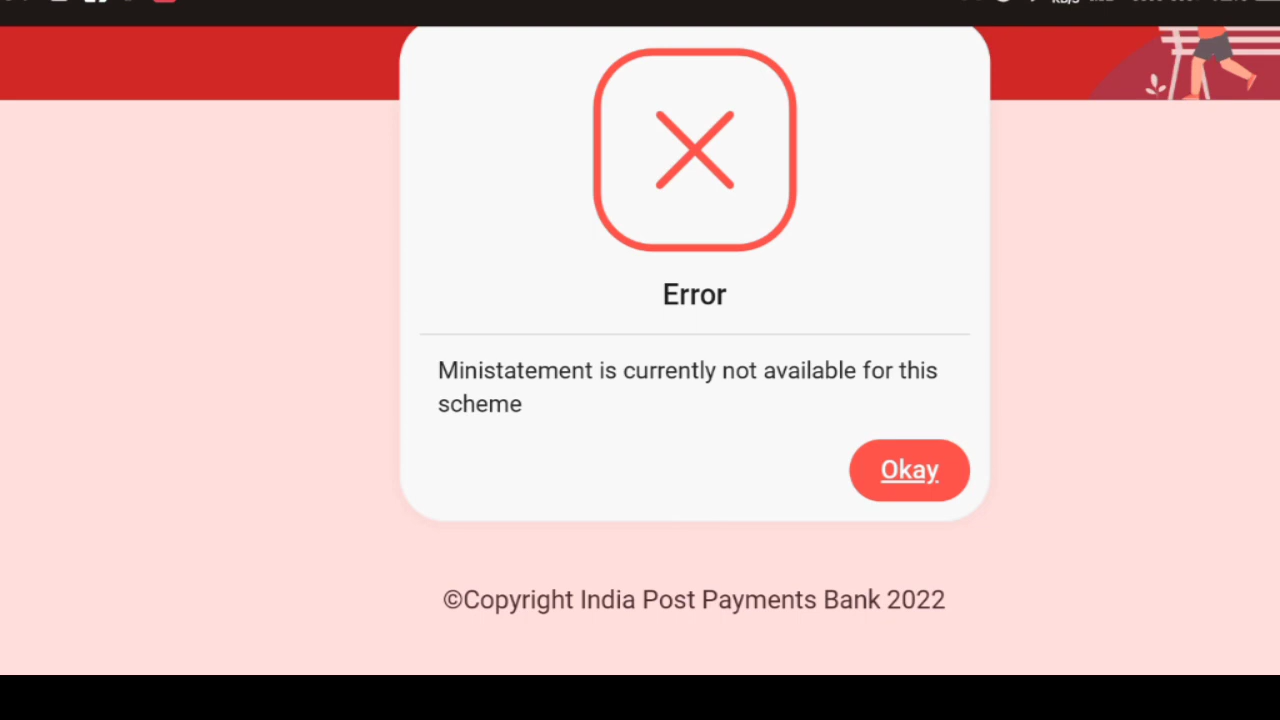 Error
Ministatement is currently not available for this
scheme
Okay
©Copyright India Post Payments Bank 2022